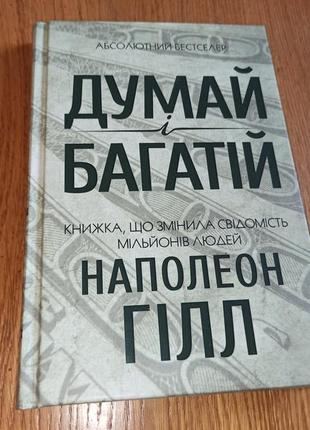 АБСОЛЮТНИЙ БЕСТСЕЛЕР
ДУМАЙ
і
БАГАТІЙ
КНИЖКА, ЩО ЗМІНИЛА СВІДОМІСТЬ
МІЛЬЙОНІВ ЛЮДЕЙ
НАПОЛЕОН
ГІЛЛ